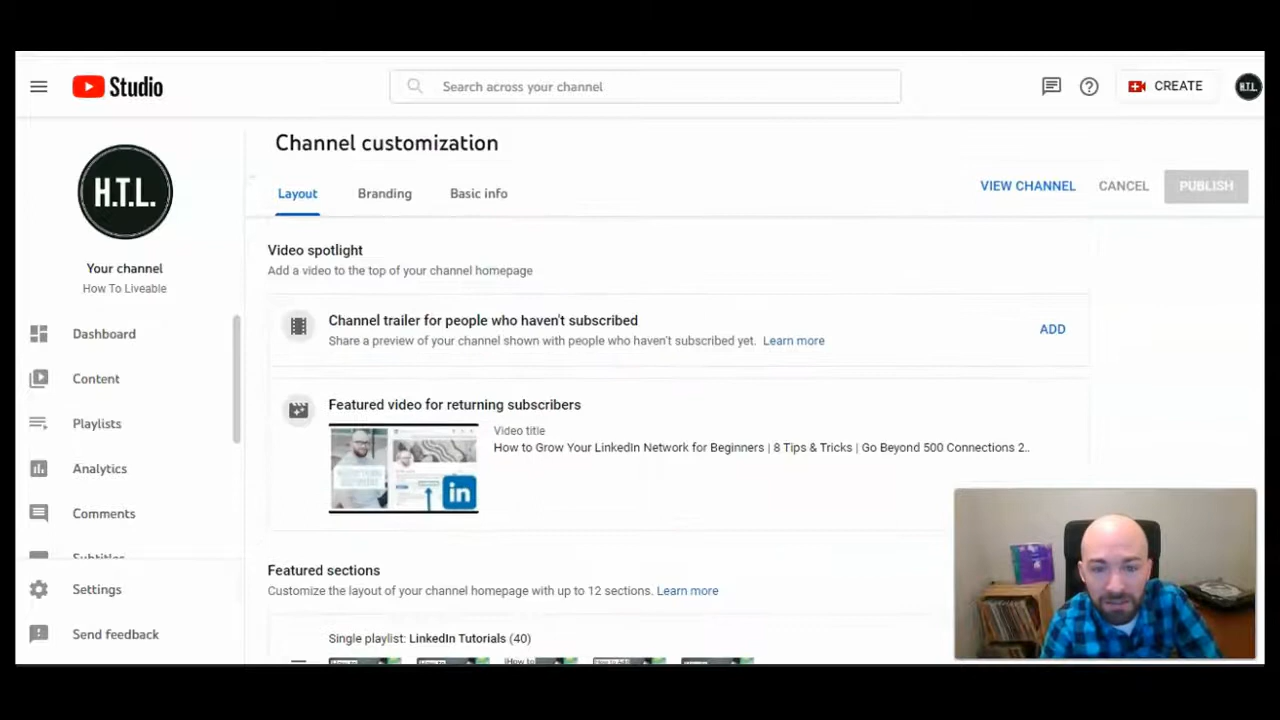 Studio
Search across your channel
CREATE
H.T.L.
H.T.L.
Your channel
How To Liveable
Dashboard
Content
Playlists
Analytics
Comments
Subtitles
Settings
Send feedback
Channel customization
Layout
Branding
Basic info
VIEW CHANNEL
CANCEL
PUBLISH
Video spotlight
Add a video to the top of your channel homepage
Channel trailer for people who haven't subscribed
Share a preview of your channel shown with people who haven't subscribed yet. Learn more
ADD
Featured video for returning subscribers
in
Video title
How to Grow Your LinkedIn Network for Beginners | 8 Tips & Tricks | Go Beyond 500 Connections 2..
Featured sections
Customize the layout of your channel homepage with up to 12 sections. Learn more
Single playlist: LinkedIn Tutorials (40)